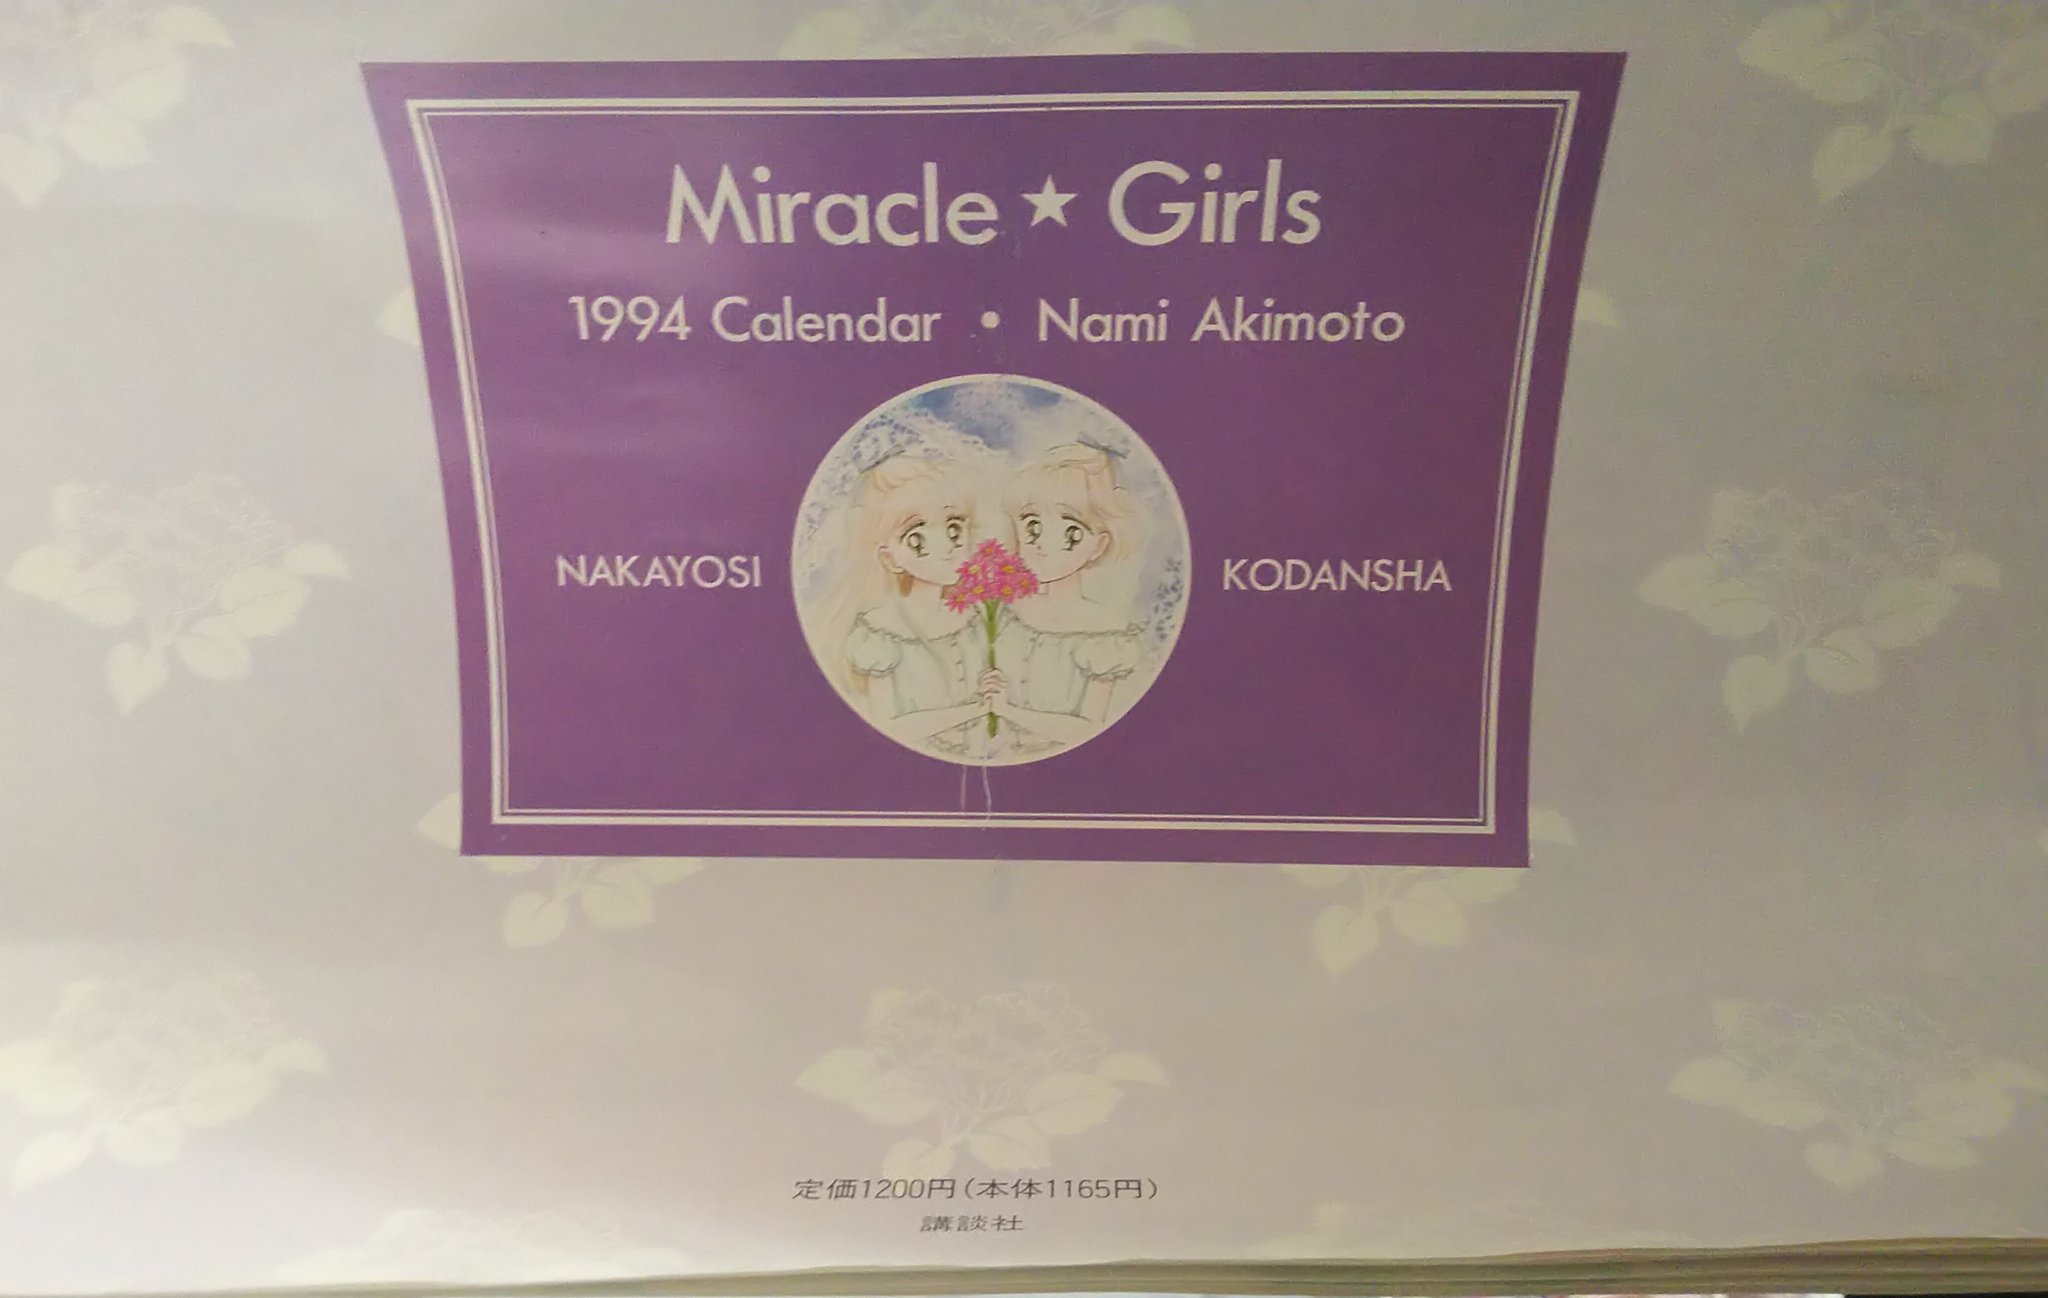 Miracle ★ Girls
1994 Calendar • Nami Akimoto
NAKAYOSI
KODANSHA
定価1200円(本体1165円)
講談社